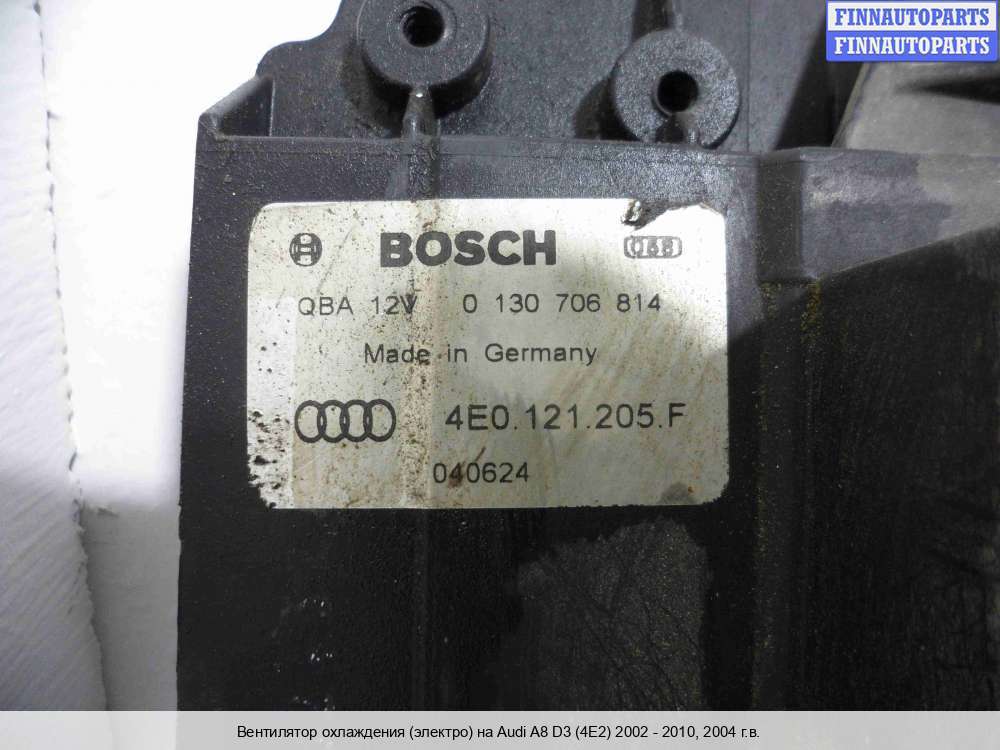 FINNAUTOPARTS
FINNAUTOPARTS
BOSCH
QBA 12V 0 130 706 814
Made in Germany
4E0.121.205.F
040624
Вентилятор охлаждения (электро) на Audi A8 D3 (4E2) 2002 - 2010, 2004 г.в.